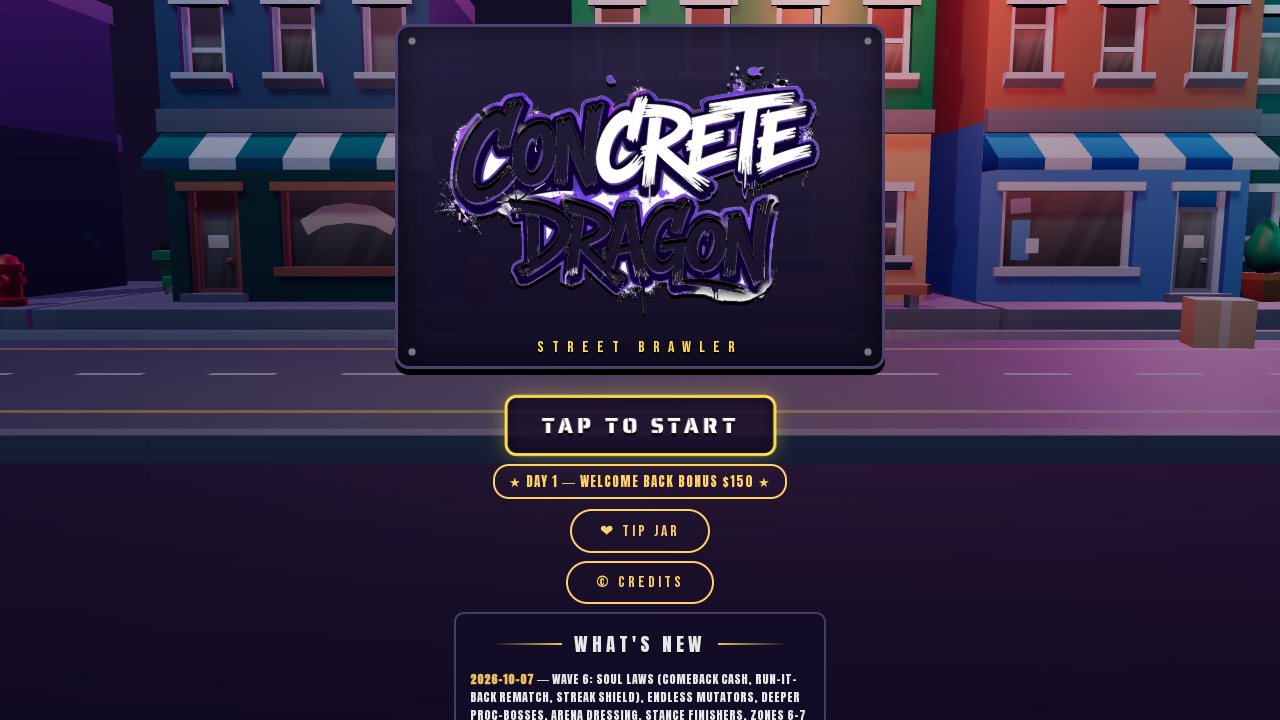 CONCRETE
DRAGON
STREET BRAWLER
TAP TO START
★ DAY 1 — WELCOME BACK BONUS $150 ★
❤ TIP JAR
© CREDITS
WHAT'S NEW
2026-10-07 — WAVE 6: SOUL LAWS (COMEBACK CASH, RUN-IT-
BACK REMATCH, STREAK SHIELD), ENDLESS MUTATORS, DEEPER
PROC-BOSSES, ARENA DRESSING, STANCE FINISHERS, ZONES 6-7